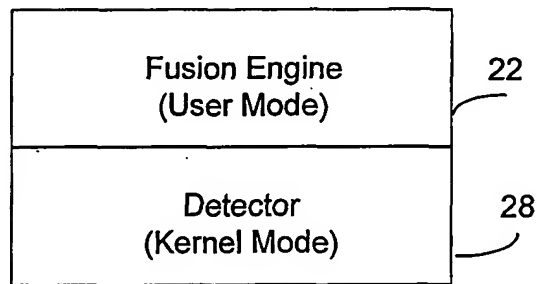 Fusion Engine
(User Mode)
22
Detector
(Kernel Mode)
28